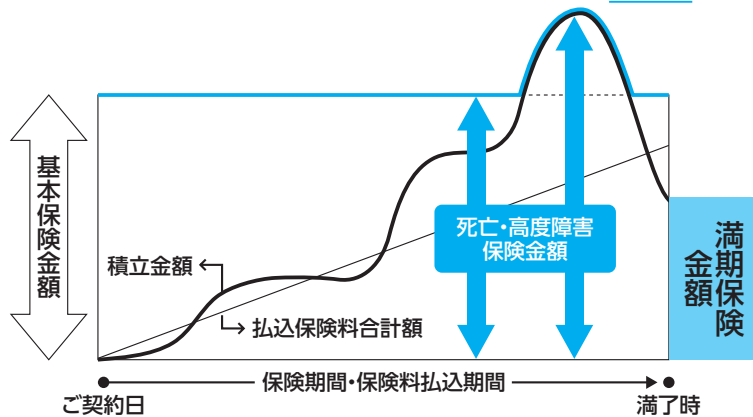 基本保険金額
積立金額
払込保険料合計額
死亡・高度障害
保険金額
満期保険
金額
保険期間・保険料払込期間
ご契約日
満了時